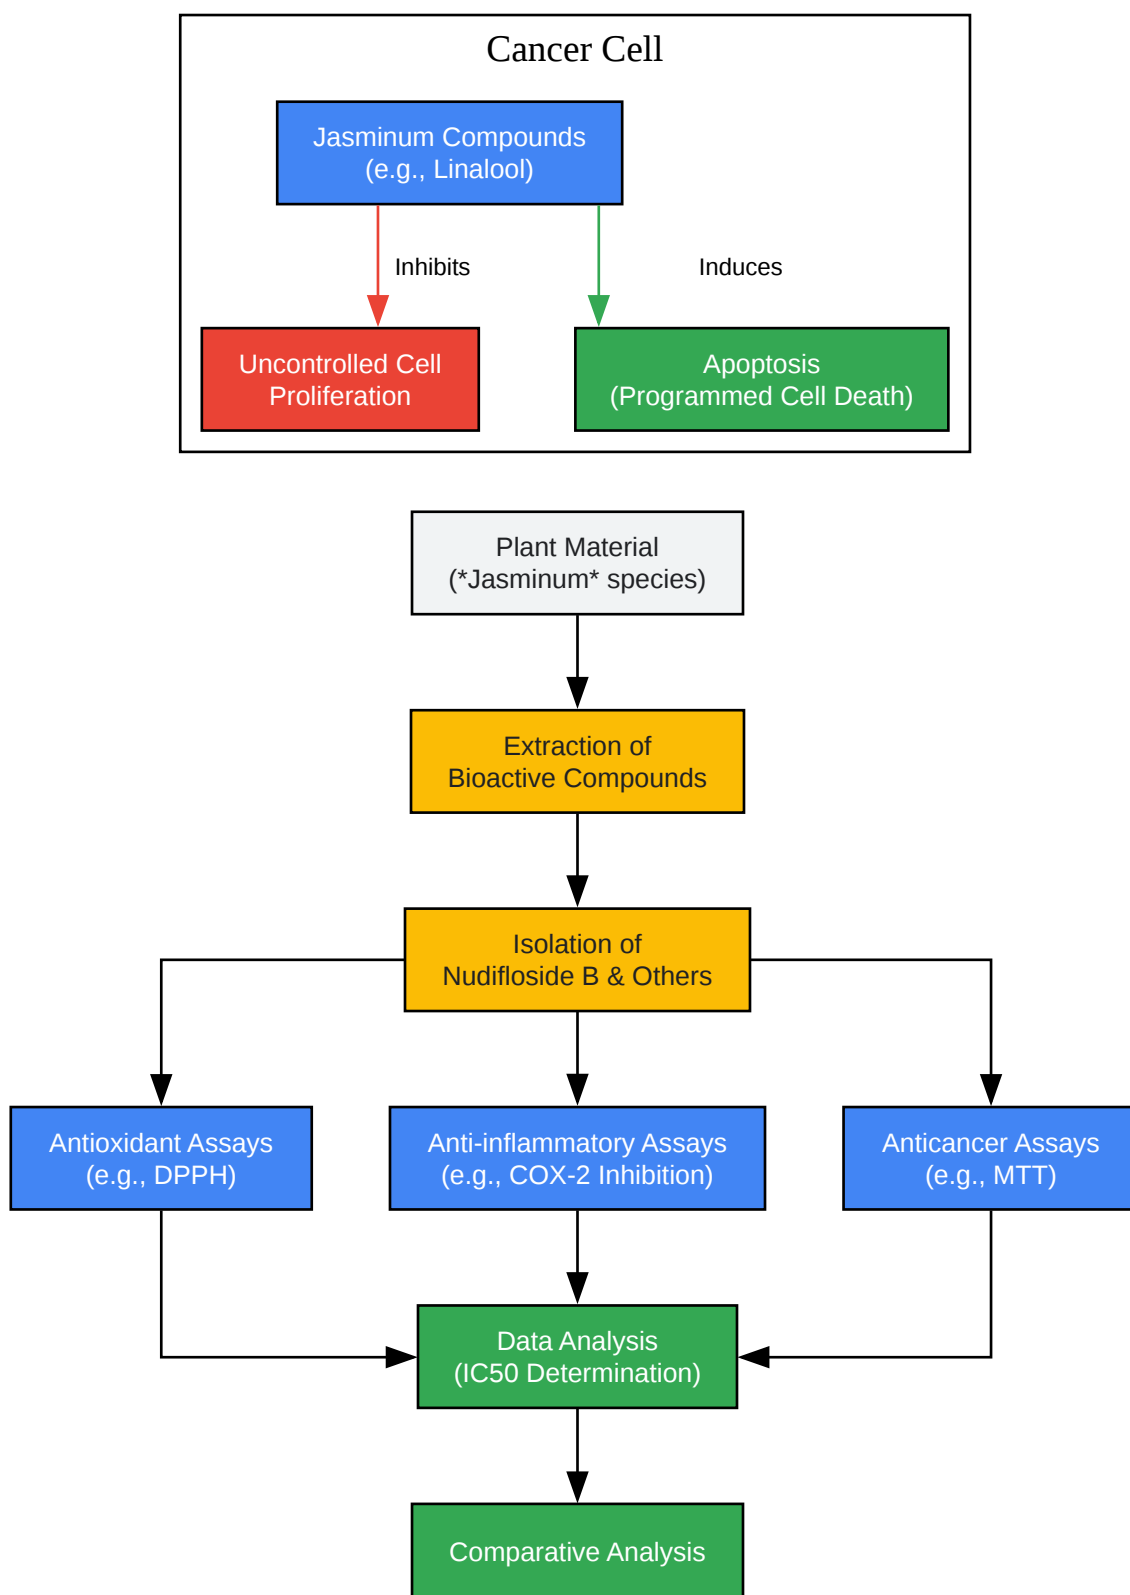 Cancer Cell
Jasminum Compounds
(e.g., Linalool)
Inhibits
Induces
Uncontrolled Cell
Proliferation
Apoptosis
(Programmed Cell Death)
Plant Material
(*Jasminum* species)
Extraction of
Bioactive Compounds
Isolation of
Nudifloside B & Others
Antioxidant Assays
(e.g., DPPH)
Anti-inflammatory Assays
(e.g., COX-2 Inhibition)
Anticancer Assays
(e.g., MTT)
Data Analysis
(IC50 Determination)
Comparative Analysis